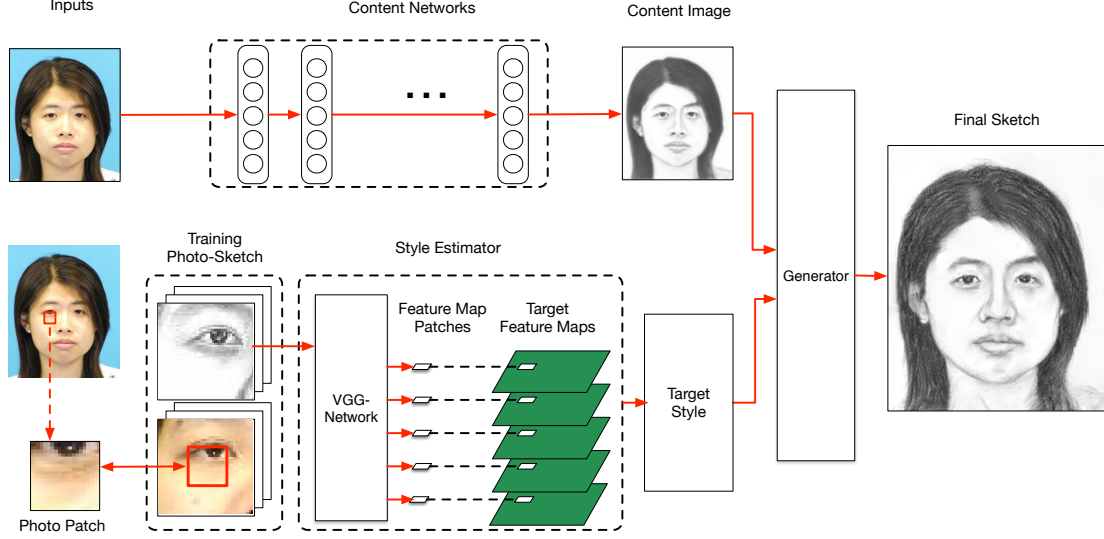 Inputs
Content Networks
Content Image
...
Final Sketch
Training
Photo-Sketch
Style Estimator
Generator
Feature Map
Patches
Target
Feature Maps
VGG-
Network
Target
Style
Photo Patch